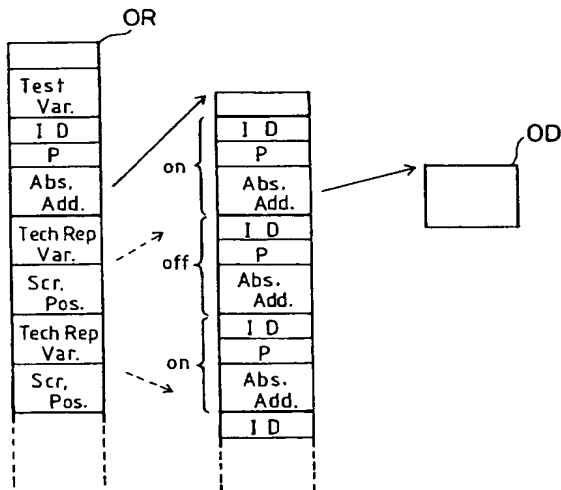 OR
Test
Var.
I D
P
Abs.
Add.
Tech Rep
Var.
Scr.
Pos.
Tech Rep
Var.
Scr,
Pos.
on
off
on
I D
P
Abs.
Add.
I D
P
Abs.
Add.
I D
P
Abs.
Add.
I D
OD